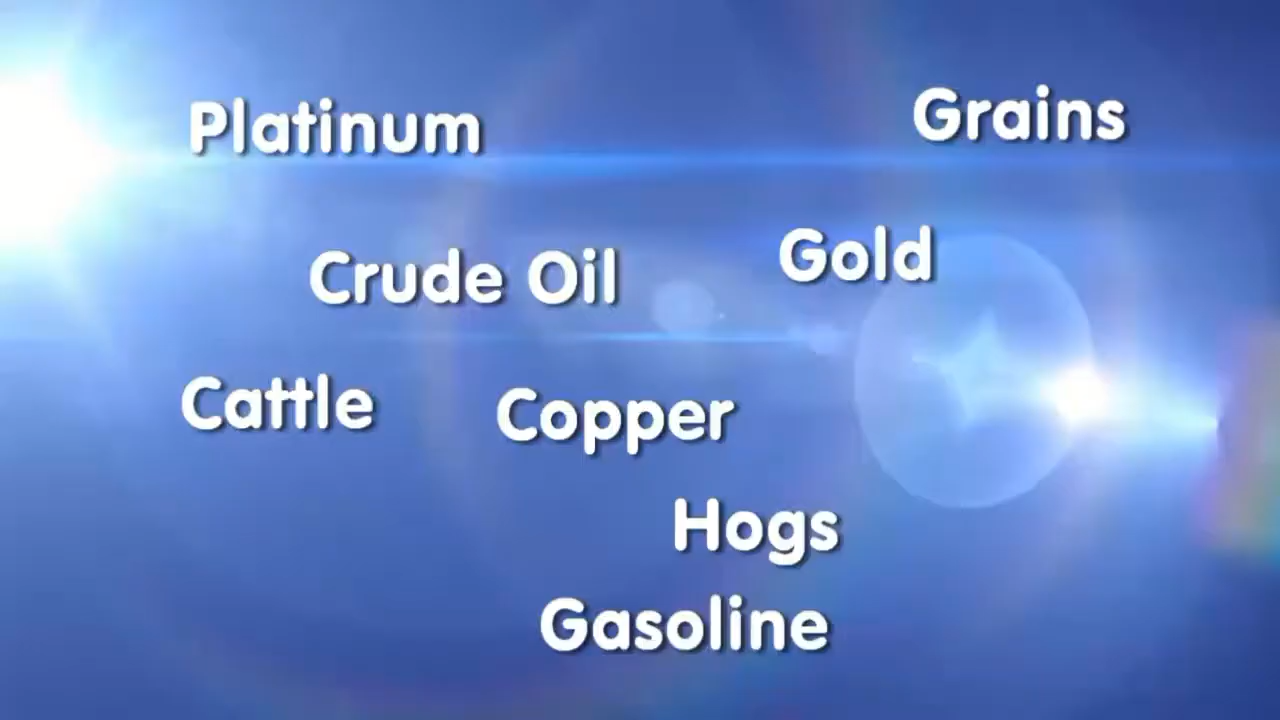 Platinum
Grains
Crude Oil
Gold
Cattle
Copper
Hogs
Gasoline